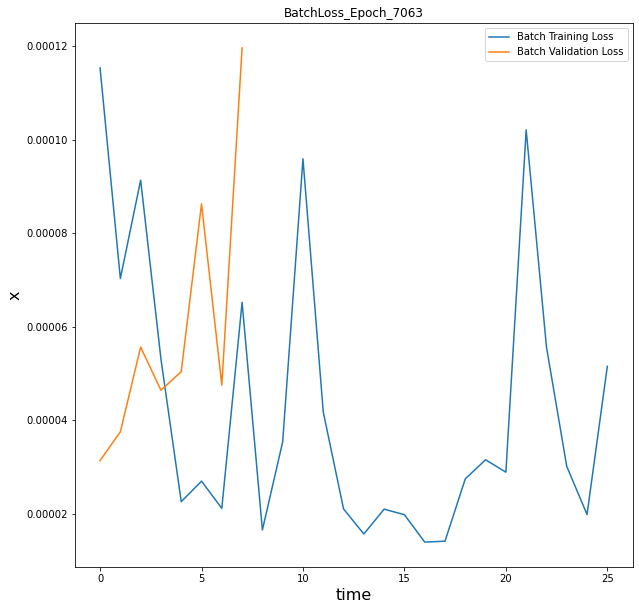 BatchLoss_Epoch_7063
Batch Training Loss
Batch Validation Loss
0.00012
0.00010
0.00008
0.00006
0.00004
0.00002
x
0
5
10
15
20
25
time